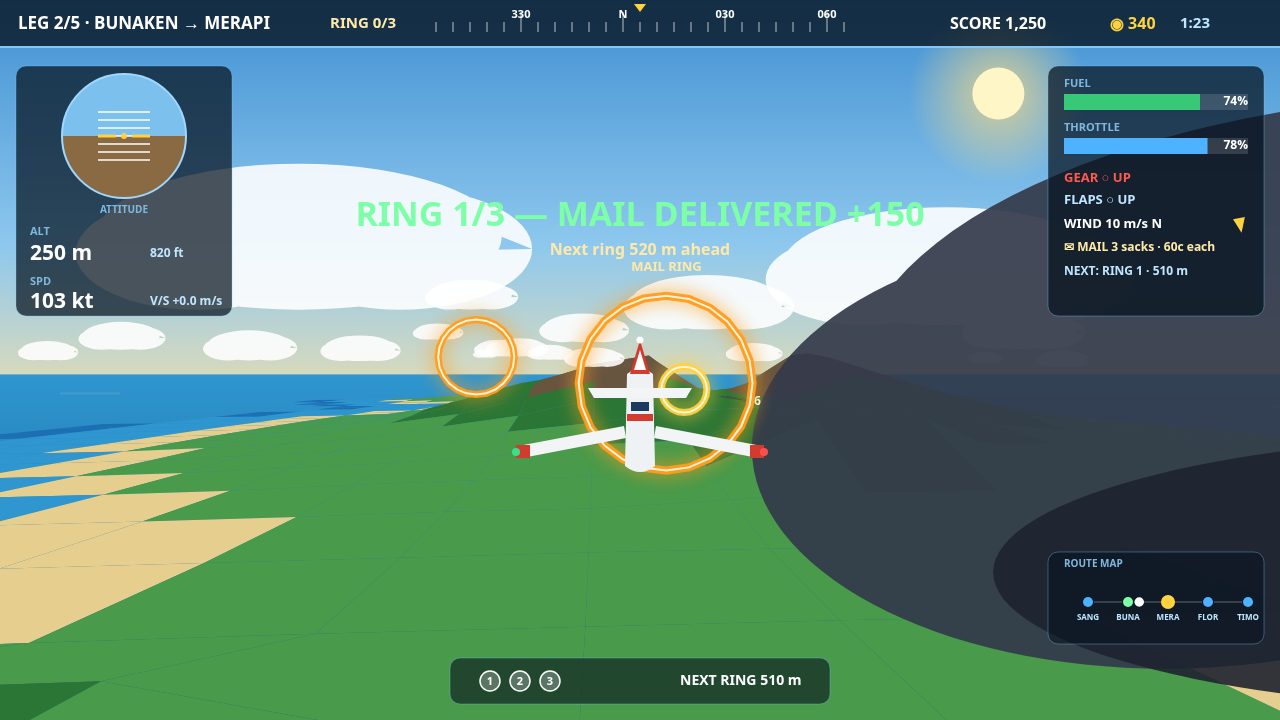 LEG 2/5 · BUNAKEN → MERAPI
RING 0/3
330 N 030 060
SCORE 1,250
◉ 340
1:23
ATTITUDE
ALT
250 m 820 ft
SPD
103 kt V/S +0.0 m/s
RING 1/3 — MAIL DELIVERED +150
Next ring 520 m ahead
MAIL RING
6
FUEL
74%
THROTTLE
78%
GEAR ○ UP
FLAPS ○ UP
WIND 10 m/s N
✉ MAIL 3 sacks · 60c each
NEXT: RING 1 · 510 m
ROUTE MAP
SANG BUNA MERA FLOR TIMO
1 2 3
NEXT RING 510 m